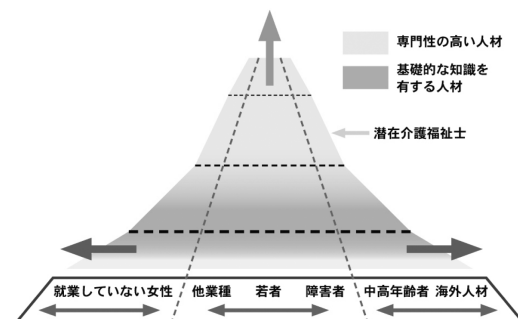 専門性の高い人材
基礎的な知識を
有する人材
潜在介護福祉士
就業していない女性 他業種 若者 障害者 中高年齢者 海外人材